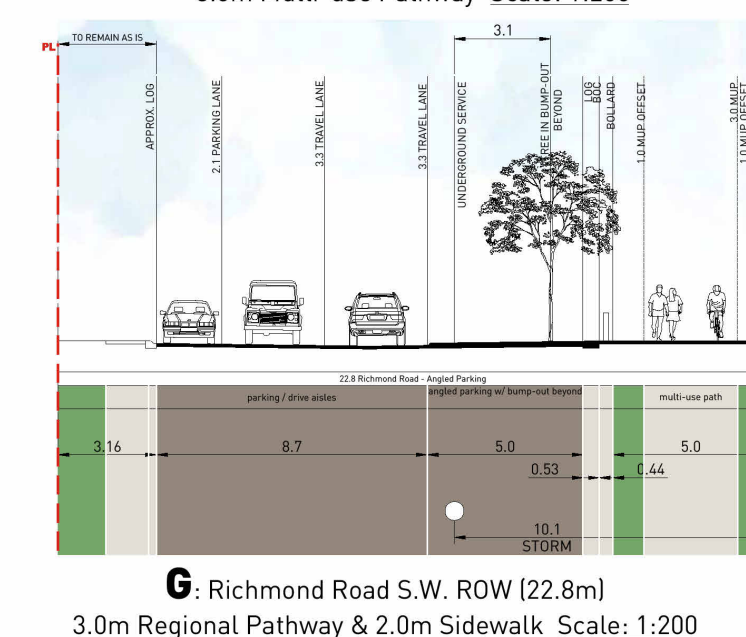 PL
TO REMAIN AS IS
3.1
APPROX. LOG
2.1 PARKING LANE
3.3 TRAVEL LANE
3.3 TRAVEL LANE
UNDERGROUND SERVICE
TREE IN BUMP-OUT
BEYOND
LOG
BOC
BOLLARD
1.0 MUP OFFSET
3.0 MUP
1.0 MUP OFFSET
22.8 Richmond Road - Angled Parking
parking / drive aisles
angled parking w/ bump-out beyond
multi-use path
3.16
8.7
5.0
5.0
0.53
0.44
10.1
STORM
G: Richmond Road S.W. ROW (22.8m)
3.0m Regional Pathway & 2.0m Sidewalk Scale: 1:200